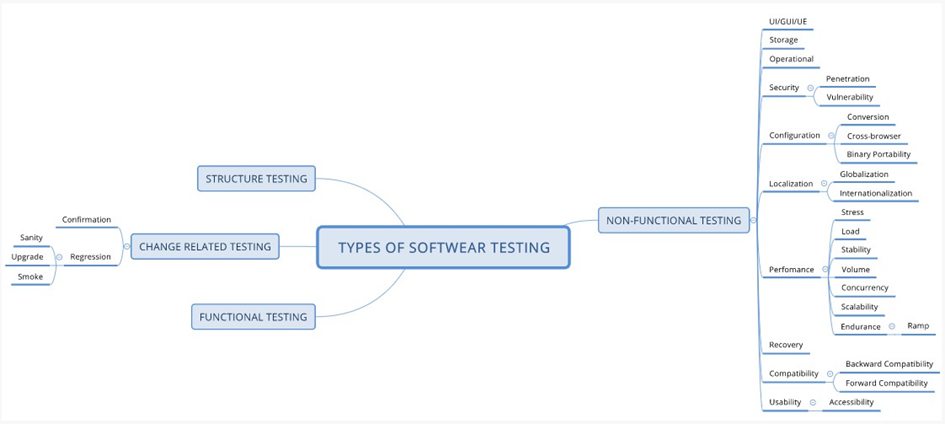 TYPES OF SOFTWEAR TESTING
STRUCTURE TESTING
CHANGE RELATED TESTING
Confirmation
Regression
Sanity
Upgrade
Smoke
FUNCTIONAL TESTING
NON-FUNCTIONAL TESTING
UI/GUI/UE
Storage
Operational
Security
Penetration
Vulnerability
Configuration
Conversion
Cross-browser
Binary Portability
Localization
Globalization
Internationalization
Perfomance
Stress
Load
Stability
Volume
Concurrency
Scalability
Endurance
Ramp
Recovery
Compatibility
Backward Compatibility
Forward Compatibility
Usability
Accessibility